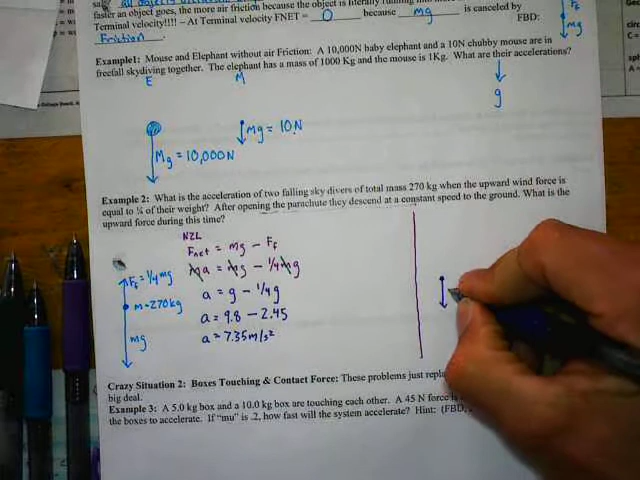 faster an object goes, the more air friction because the object is literally running into more
Terminal velocity!!!! – At Terminal velocity FNET = 0 because mg is canceled by
Friction. FBD: Ff mg
Example1: Mouse and Elephant without air Friction: A 10,000N baby elephant and a 10N chubby mouse are in
freefall skydiving together. The elephant has a mass of 1000 Kg and the mouse is 1Kg. What are their accelerations?
E M
g
Mg = 10N
Mg = 10,000N
Example 2: What is the acceleration of two falling sky divers of total mass 270 kg when the upward wind force is
equal to ¼ of their weight? After opening the parachute they descend at a constant speed to the ground. What is the
upward force during this time?
N2L
Fnet = mg - Ff
ma = mg - 1/4 mg
a = g - 1/4 g
a = 9.8 - 2.45
a = 7.35 m/s²
Ff = 1/4 mg
m = 270kg
mg
Crazy Situation 2: Boxes Touching & Contact Force: These problems just
big deal.
Example 3: A 5.0 kg box and a 10.0 kg box are touching each other. A 45 N force
the boxes to accelerate. If "mu" is .2, how fast will the system accelerate? Hint: (FBD,